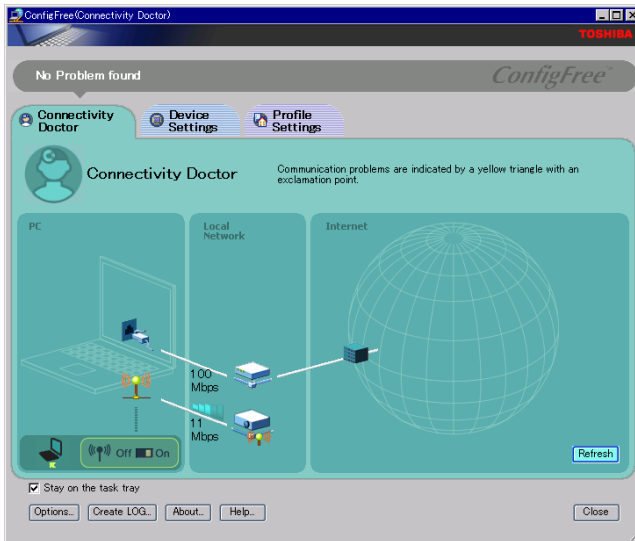 ConfigFree(Connectivity Doctor)
TOSHIBA
No Problem found
ConfigFree
Connectivity
Doctor
Device
Settings
Profile
Settings
Connectivity Doctor
Communication problems are indicated by a yellow triangle with an
exclamation point.
PC
Local
Network
Internet
100
Mbps
11
Mbps
Off
On
Refresh
Stay on the task tray
Options...
Create LOG...
About...
Help...
Close